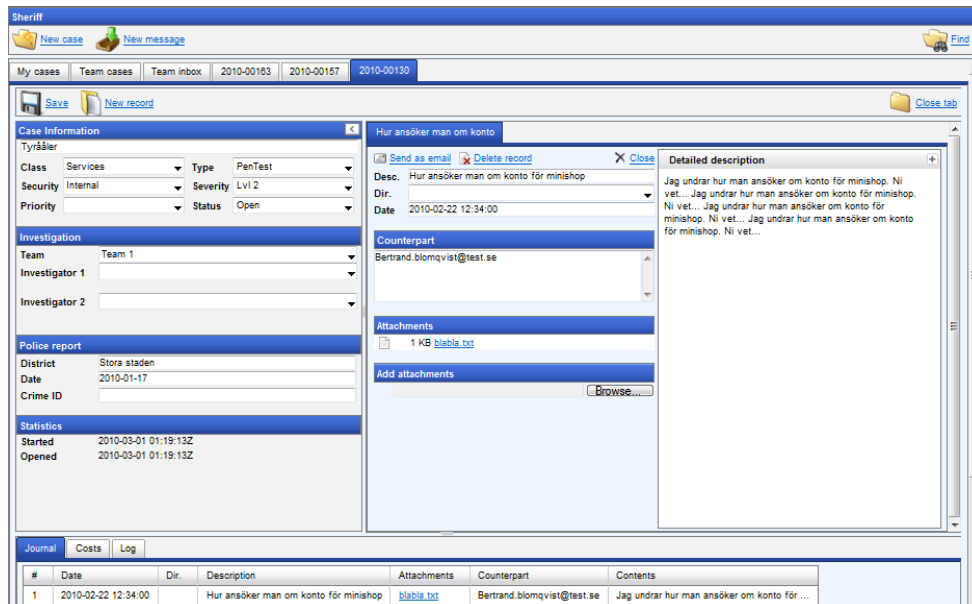 Sheriff
New case New message Find
My cases Team cases Team inbox 2010-00163 2010-00157 2010-00130
Save New record Close tab
Case Information
Tyrååler
Class Services Type PenTest
Security Internal Severity Lvl 2
Priority Status Open
Investigation
Team Team 1
Investigator 1
Investigator 2
Police report
District Stora staden
Date 2010-01-17
Crime ID
Statistics
Started 2010-03-01 01:19:13Z
Opened 2010-03-01 01:19:13Z
Hur ansöker man om konto
Send as email Delete record Close
Desc. Hur ansöker man om konto för minishop
Dir.
Date 2010-02-22 12:34:00
Counterpart
Bertrand.blomqvist@test.se
Attachments
1 KB blabla.txt
Add attachments
Browse...
Detailed description
Jag undrar hur man ansöker om konto för minishop. Ni
vet... Jag undrar hur man ansöker om konto för minishop.
Ni vet... Jag undrar hur man ansöker om konto för
minishop. Ni vet... Jag undrar hur man ansöker om konto
för minishop. Ni vet...
Journal Costs Log
# Date Dir. Description Attachments Counterpart Contents
1 2010-02-22 12:34:00 Hur ansöker man om konto för minishop blabla.txt Bertrand.blomqvist@test.se Jag undrar hur man ansöker om konto för ...